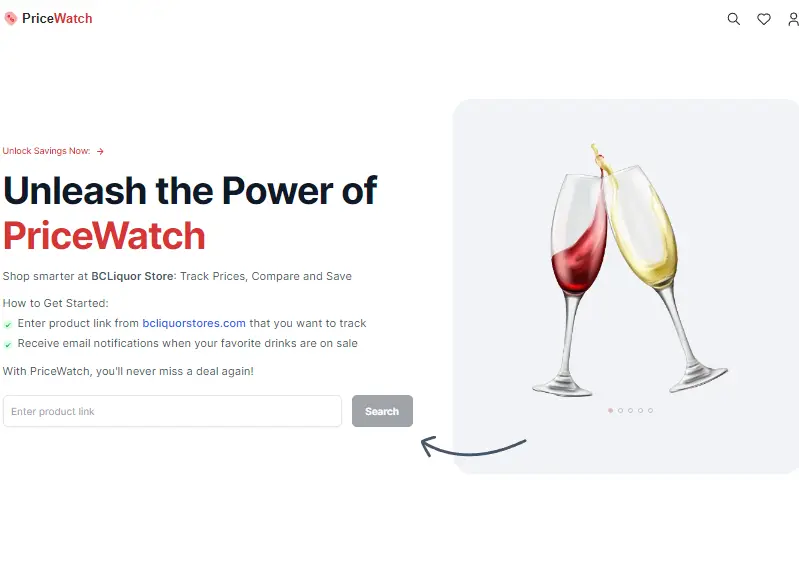 PriceWatch
Unlock Savings Now:
Unleash the Power of
PriceWatch
Shop smarter at BCLiquor Store: Track Prices, Compare and Save
How to Get Started:
Enter product link from bcliquorstores.com that you want to track
Receive email notifications when your favorite drinks are on sale
With PriceWatch, you'll never miss a deal again!
Enter product link
Search